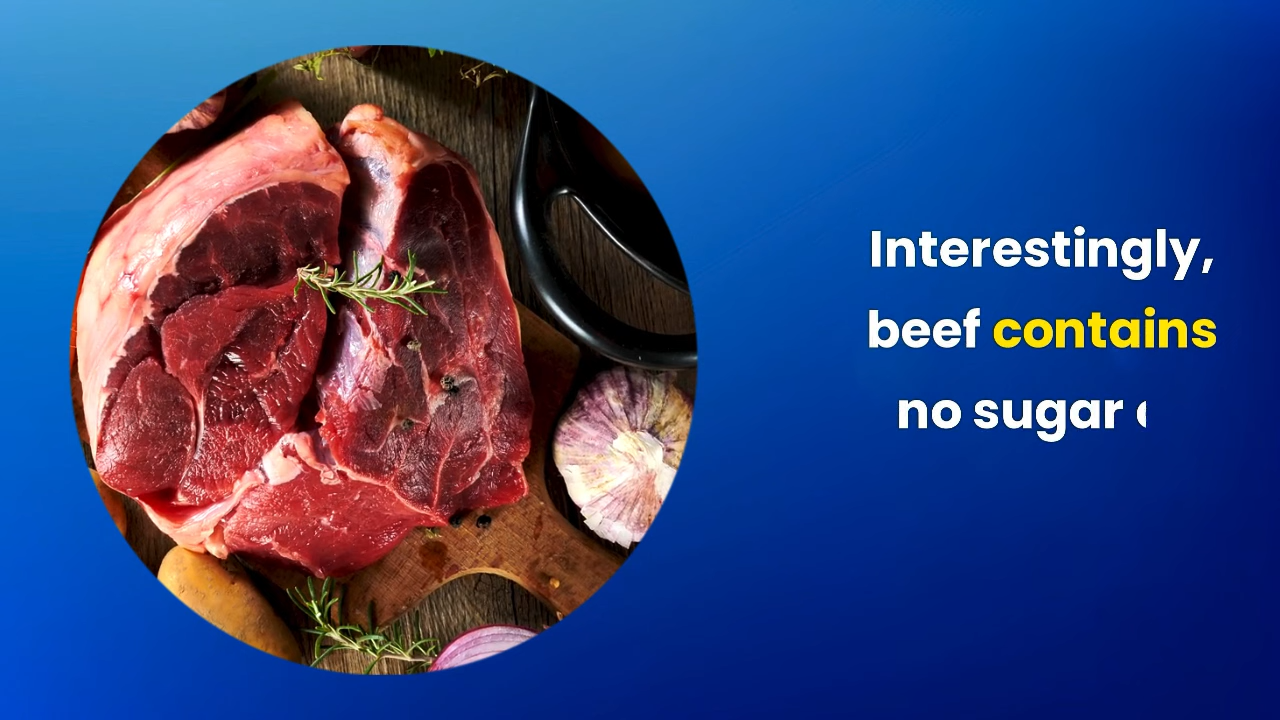 Interestingly,
beef contains
no sugar